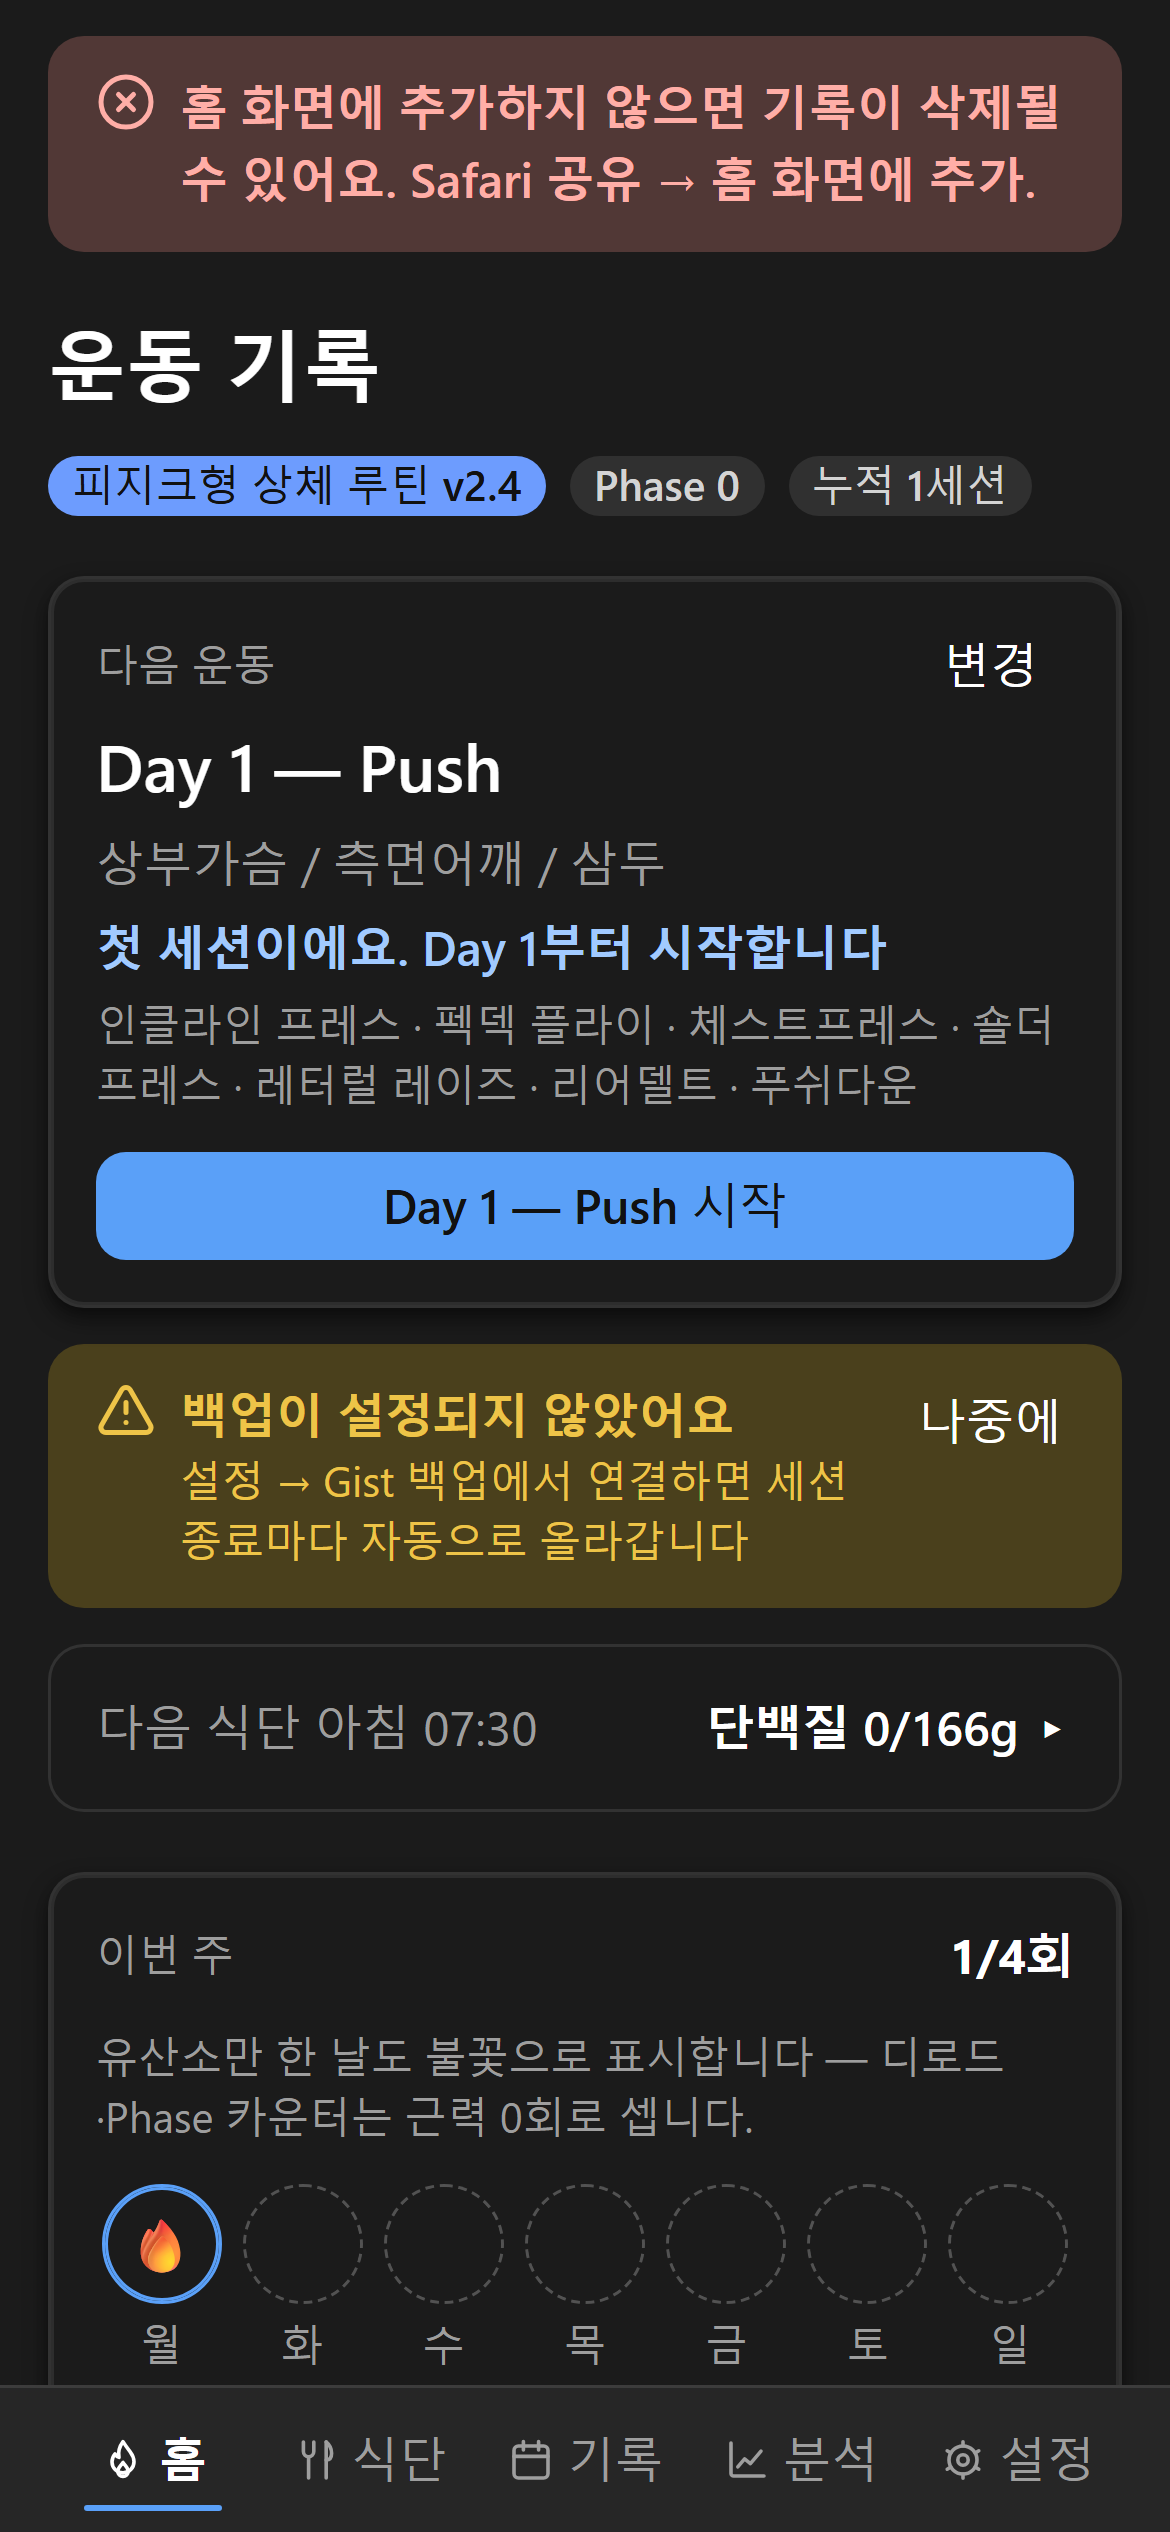 홈 화면에 추가하지 않으면 기록이 삭제될
수 있어요. Safari 공유 → 홈 화면에 추가.
운동 기록
피지크형 상체 루틴 v2.4
Phase 0
누적 1세션
다음 운동
변경
Day 1 — Push
상부가슴 / 측면어깨 / 삼두
첫 세션이에요. Day 1부터 시작합니다
인클라인 프레스 · 펙덱 플라이 · 체스트프레스 · 숄더
프레스 · 레터럴 레이즈 · 리어델트 · 푸쉬다운
Day 1 — Push 시작
백업이 설정되지 않았어요
나중에
설정 → Gist 백업에서 연결하면 세션
종료마다 자동으로 올라갑니다
다음 식단 아침 07:30
단백질 0/166g ▸
이번 주
1/4회
유산소만 한 날도 불꽃으로 표시합니다 — 디로드
·Phase 카운터는 근력 0회로 셉니다.
월 화 수 목 금 토 일
홈 식단 기록 분석 설정